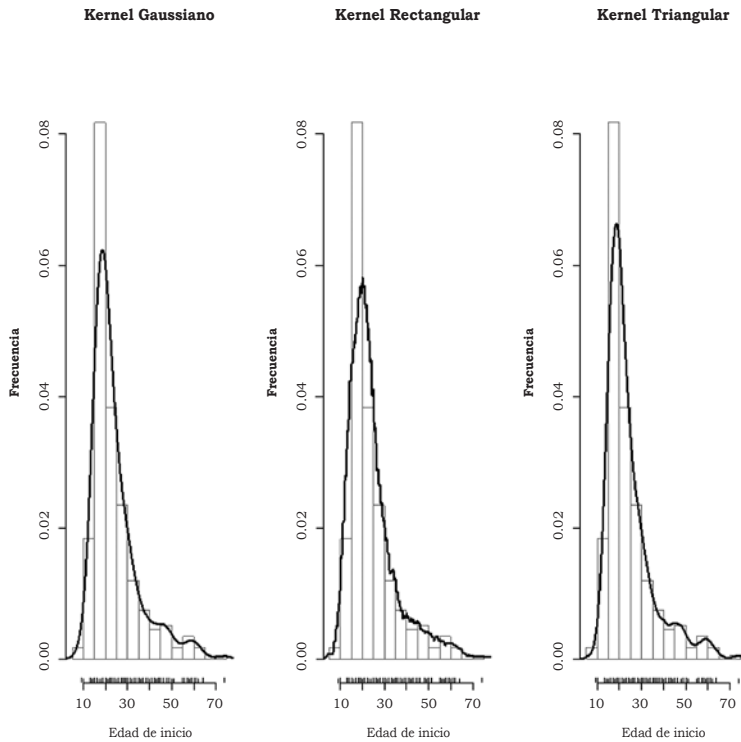 Kernel Gaussiano
Kernel Rectangular
Kernel Triangular
Frecuencia
0.00 0.02 0.04 0.06 0.08
10 30 50 70
Edad de inicio
Frecuencia
0.00 0.02 0.04 0.06 0.08
10 30 50 70
Edad de inicio
Frecuencia
0.00 0.02 0.04 0.06 0.08
10 30 50 70
Edad de inicio